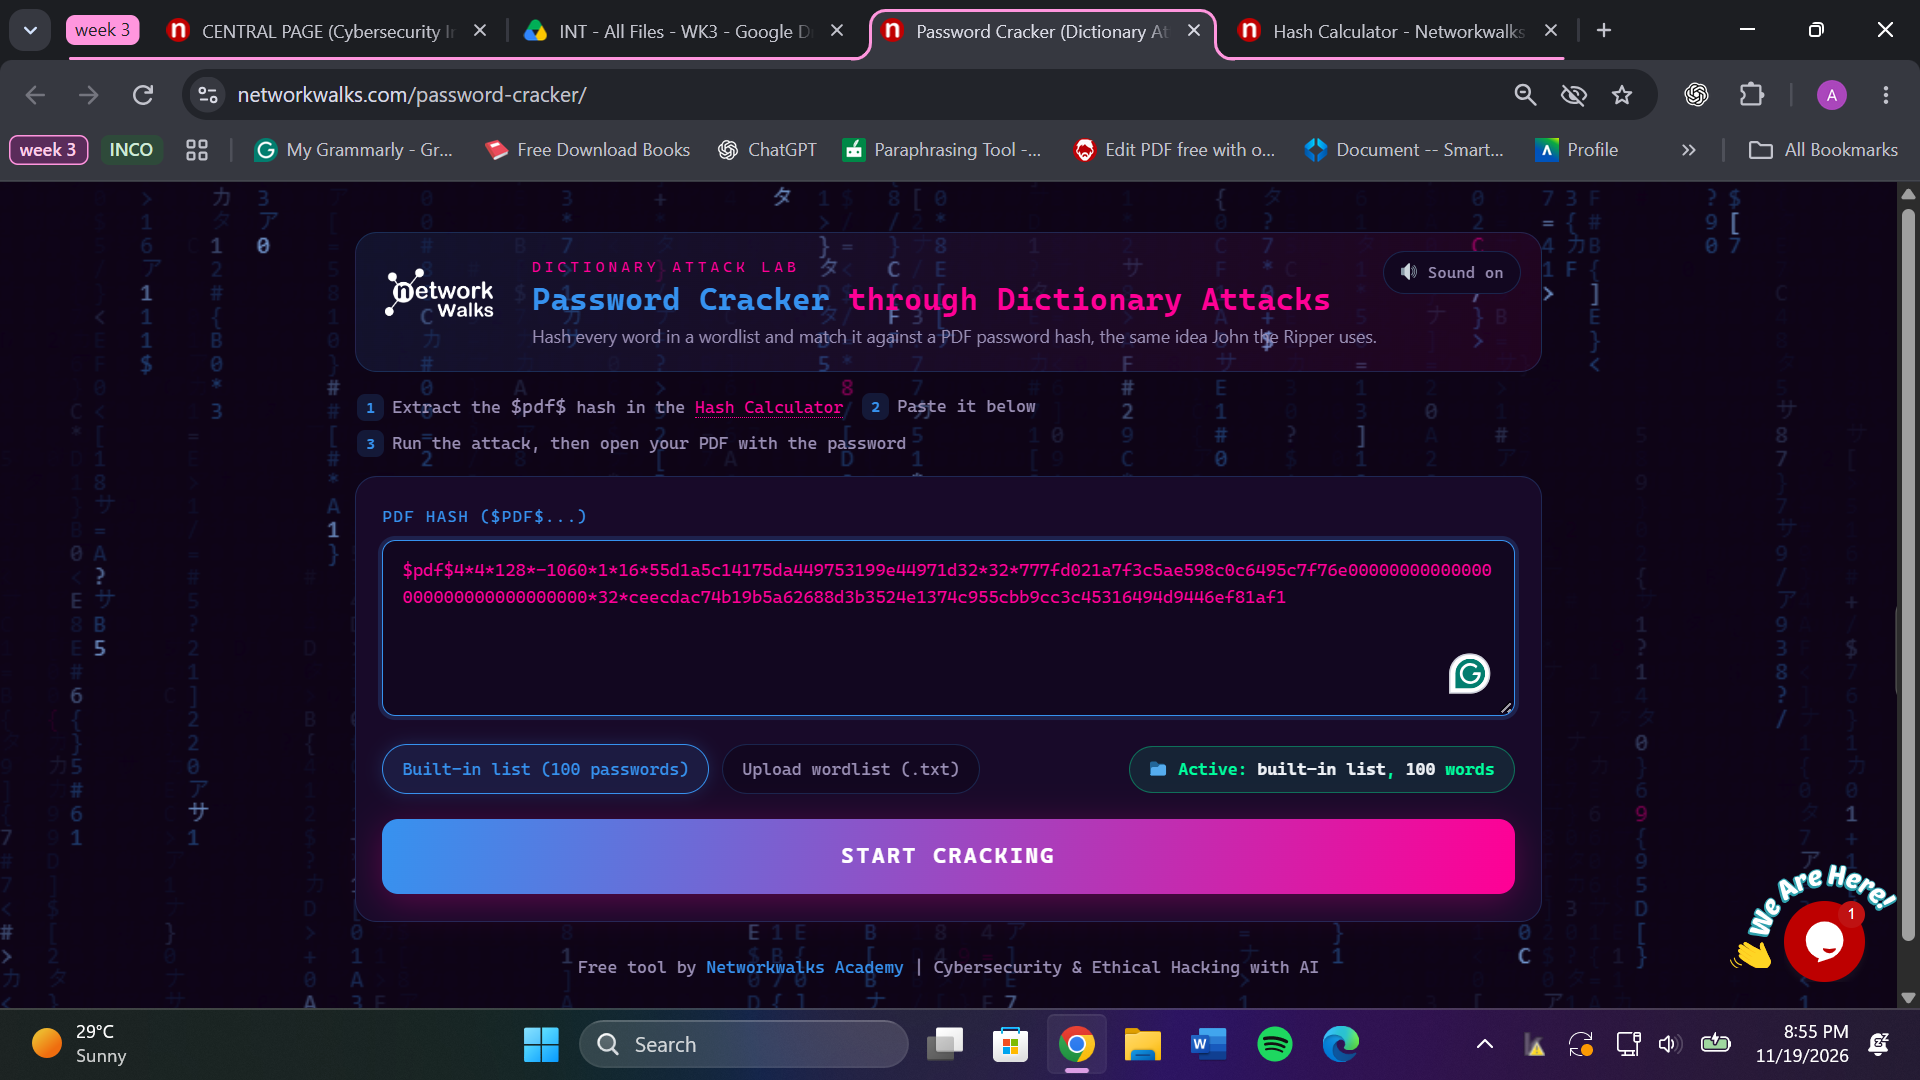 week 3
CENTRAL PAGE (Cybersecurity In
INT - All Files - WK3 - Google D
Password Cracker (Dictionary At
Hash Calculator - Networkwalks
networkwalks.com/password-cracker/
A
week 3
INCO
My Grammarly - Gr...
Free Download Books
ChatGPT
Paraphrasing Tool -...
Edit PDF free with o...
Document -- Smart...
Profile
All Bookmarks
network
Walks
DICTIONARY ATTACK LAB
Sound on
Password Cracker through Dictionary Attacks
Hash every word in a wordlist and match it against a PDF password hash, the same idea John the Ripper uses.
1 Extract the $pdf$ hash in the Hash Calculator 2 Paste it below
3 Run the attack, then open your PDF with the password
PDF HASH ($PDF$...)
$pdf$4*4*128*-1060*1*16*55d1a5c14175da449753199e44971d32*32*777fd021a7f3c5ae598c0c6495c7f76e00000000000000
000000000000000000*32*ceecdac74b19b5a62688d3b3524e1374c955cbb9cc3c45316494d9446ef81af1
Built-in list (100 passwords)
Upload wordlist (.txt)
Active: built-in list, 100 words
START CRACKING
We Are Here!
1
Free tool by Networkwalks Academy | Cybersecurity & Ethical Hacking with AI
29°C
Sunny
Search
8:55 PM
11/19/2026